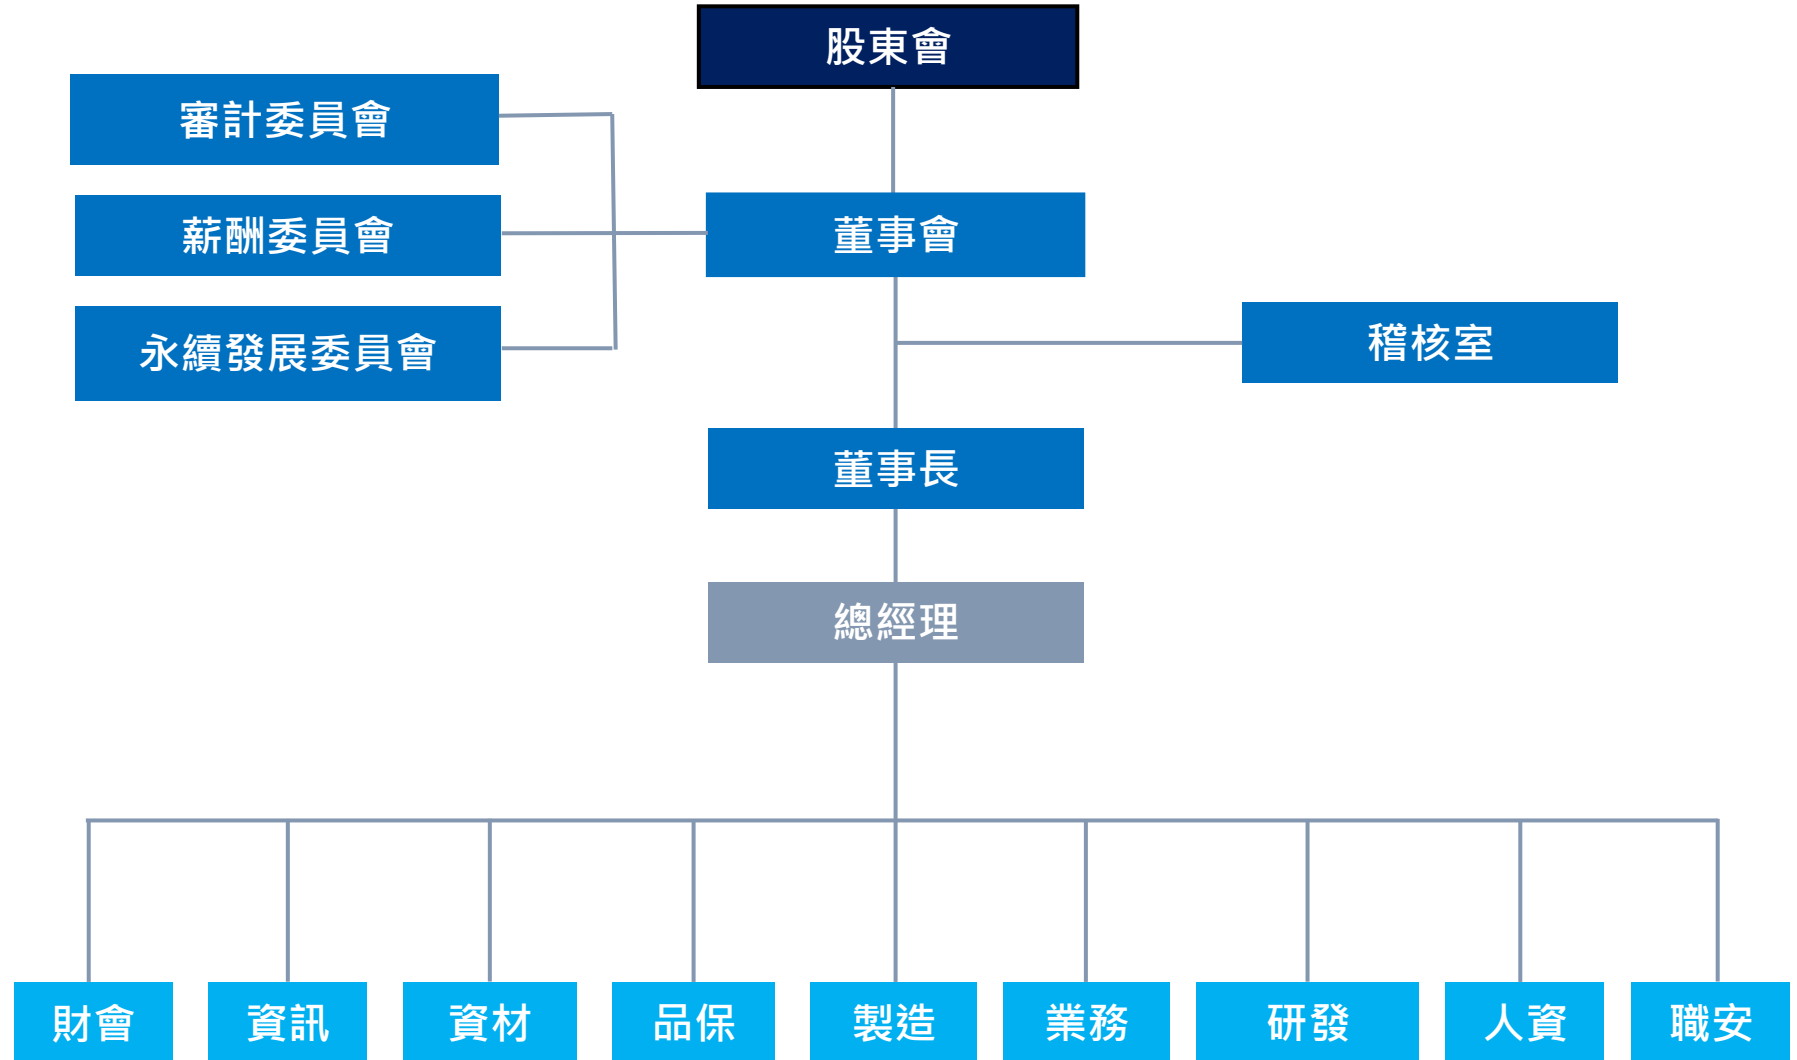 股東會
審計委員會
薪酬委員會
董事會
永續發展委員會
稽核室
董事長
總經理
財會
資訊
資材
品保
製造
業務
研發
人資
職安